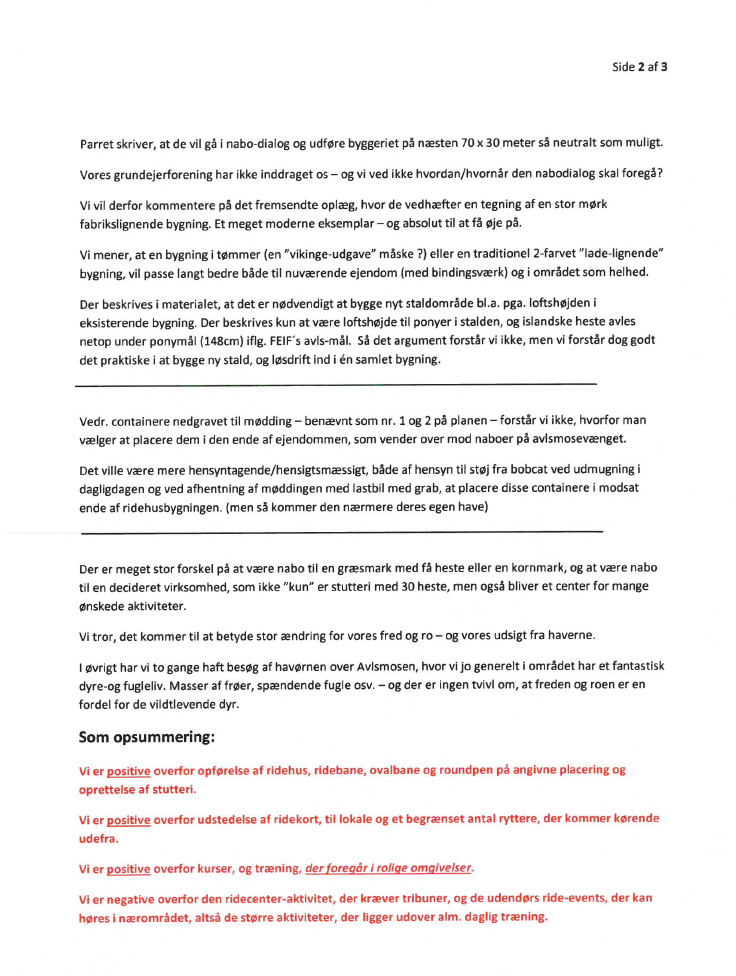 Side 2 af 3
Parret skriver, at de vil gå i nabo-dialog og udføre byggeriet på næsten 70 x 30 meter så neutralt som muligt.
Vores grundejerforening har ikke inddraget os – og vi ved ikke hvordan/hvornår den nabodialog skal foregå?
Vi vil derfor kommentere på det fremsendte oplæg, hvor de vedhæfter en tegning af en stor mørk
fabrikslignende bygning. Et meget moderne eksemplar – og absolut til at få øje på.
Vi mener, at en bygning i tømmer (en "vikinge-udgave" måske ?) eller en traditionel 2-farvet "lade-lignende"
bygning, vil passe langt bedre både til nuværende ejendom (med bindingsværk) og i området som helhed.
Der beskrives i materialet, at det er nødvendigt at bygge nyt staldområde bl.a. pga. loftshøjden i
eksisterende bygning. Der beskrives kun at være loftshøjde til ponyer i stalden, og islandske heste avles
netop under ponymål (148cm) iflg. FEIF´s avls-mål.  Så det argument forstår vi ikke, men vi forstår dog godt
det praktiske i at bygge ny stald, og løsdrift ind i én samlet bygning.
Vedr. containere nedgravet til mødding – benævnt som nr. 1 og 2 på planen – forstår vi ikke, hvorfor man
vælger at placere dem i den ende af ejendommen, som vender over mod naboer på avlsmosevænget.
Det ville være mere hensyntagende/hensigtsmæssigt, både af hensyn til støj fra bobcat ved udmugning i
dagligdagen og ved afhentning af møddingen med lastbil med grab, at placere disse containere i modsat
ende af ridehusbygningen. (men så kommer den nærmere deres egen have)
Der er meget stor forskel på at være nabo til en græsmark med få heste eller en kornmark, og at være nabo
til en decideret virksomhed, som ikke "kun" er stutteri med 30 heste, men også bliver et center for mange
ønskede aktiviteter.
Vi tror, det kommer til at betyde stor ændring for vores fred og ro – og vores udsigt fra haverne.
I øvrigt har vi to gange haft besøg af havørnen over Avlsmosen, hvor vi jo generelt i området har et fantastisk
dyre-og fugleliv. Masser af frøer, spændende fugle osv. – og der er ingen tvivl om, at freden og roen er en
fordel for de vildtlevende dyr.
Som opsummering:
Vi er positive overfor opførelse af ridehus, ridebane, ovalbane og roundpen på angivne placering og
oprettelse af stutteri.
Vi er positive overfor udstedelse af ridekort, til lokale og et begrænset antal ryttere, der kommer kørende
udefra.
Vi er positive overfor kurser, og træning, der foregår i rolige omgivelser.
Vi er negative overfor den ridecenter-aktivitet, der kræver tribuner, og de udendørs ride-events, der kan
høres i nærområdet, altså de større aktiviteter, der ligger udover alm. daglig træning.